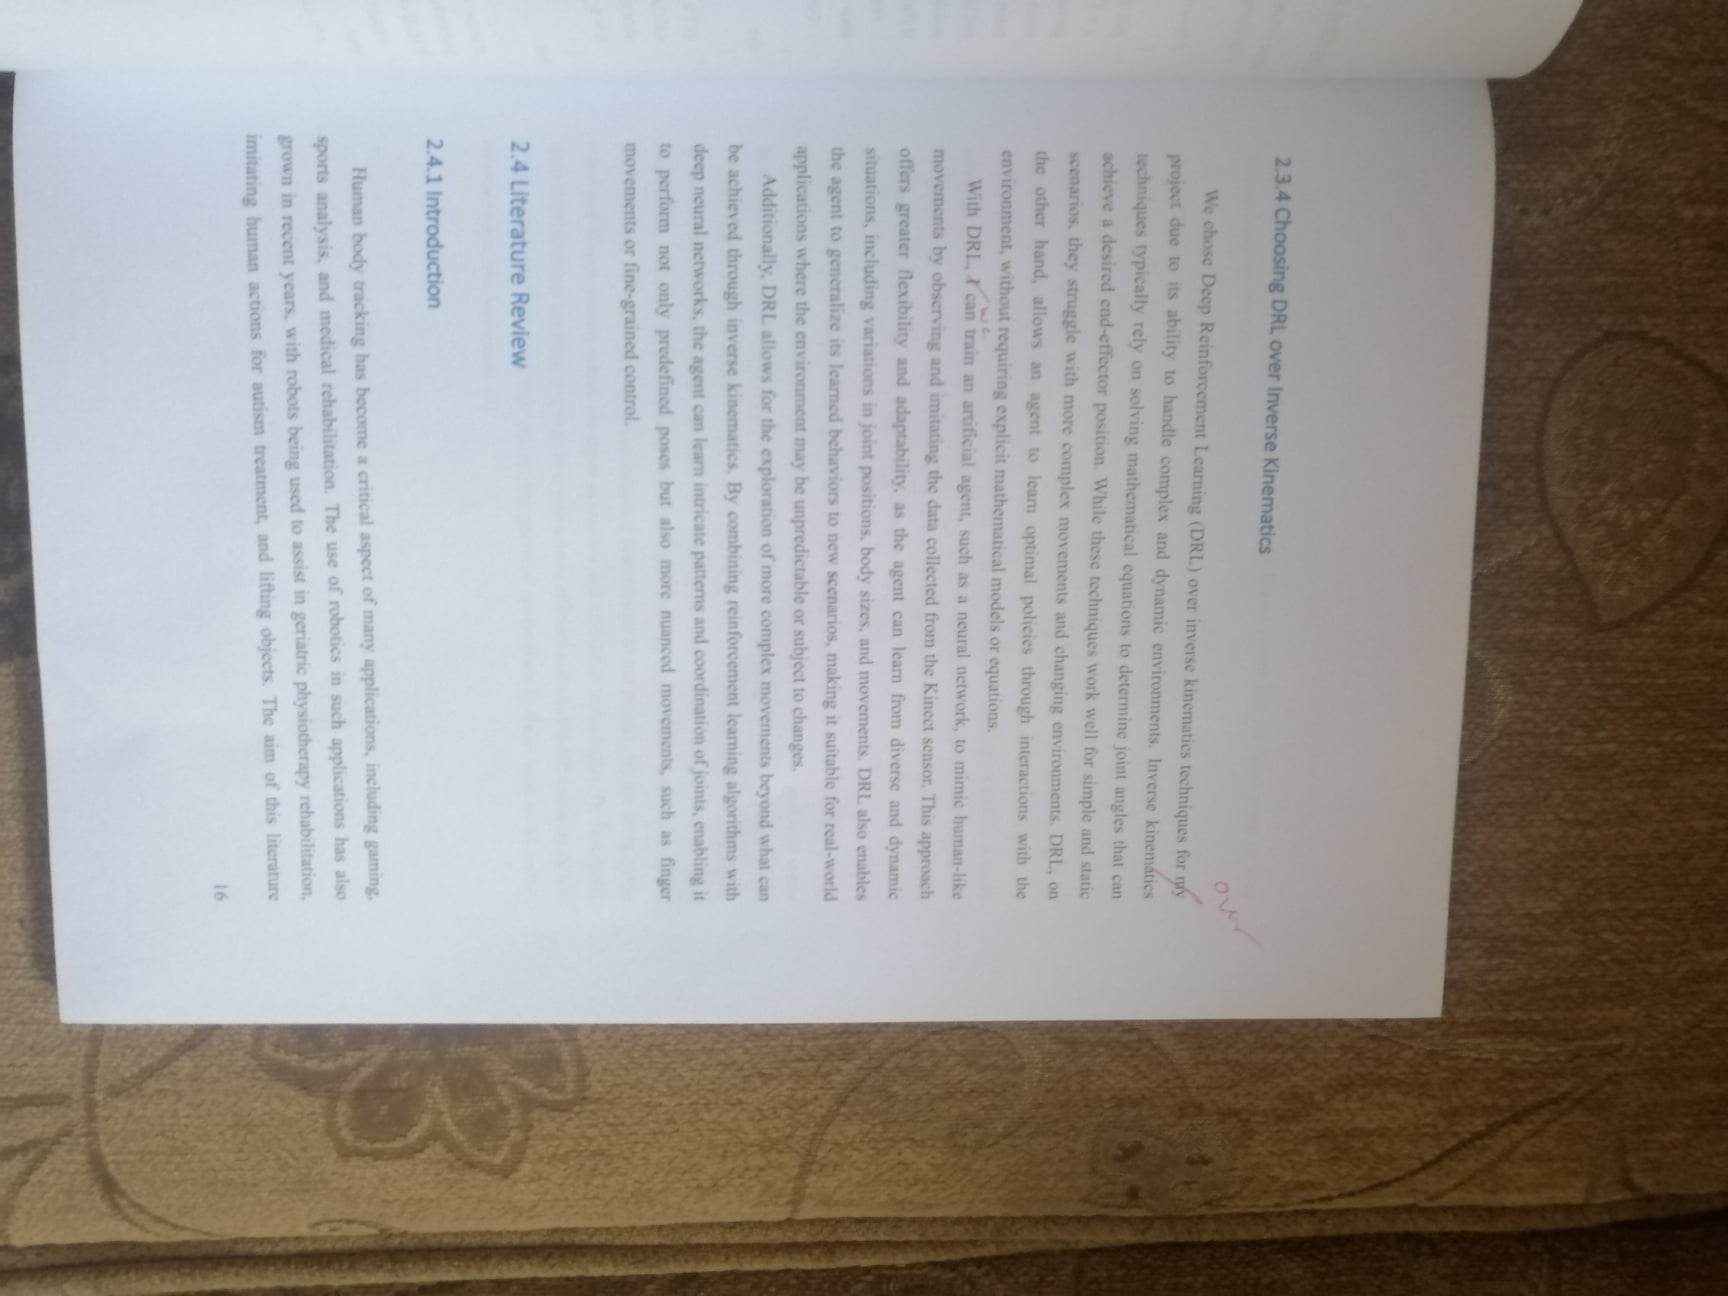 2.3.4 Choosing DRL over Inverse Kinematics
We chose Deep Reinforcement Learning (DRL) over inverse kinematics techniques for my
our
project due to its ability to handle complex and dynamic environments. Inverse kinematics
techniques typically rely on solving mathematical equations to determine joint angles that can
achieve a desired end-effector position. While these techniques work well for simple and static
scenarios, they struggle with more complex movements and changing environments. DRL, on
the other hand, allows an agent to learn optimal policies through interactions with the
environment, without requiring explicit mathematical models or equations.
we
With DRL, I can train an artificial agent, such as a neural network, to mimic human-like
movements by observing and imitating the data collected from the Kinect sensor. This approach
offers greater flexibility and adaptability, as the agent can learn from diverse and dynamic
situations, including variations in joint positions, body sizes, and movements. DRL also enables
the agent to generalize its learned behaviors to new scenarios, making it suitable for real-world
applications where the environment may be unpredictable or subject to changes.
Additionally, DRL allows for the exploration of more complex movements beyond what can
be achieved through inverse kinematics. By combining reinforcement learning algorithms with
deep neural networks, the agent can learn intricate patterns and coordination of joints, enabling it
to perform not only predefined poses but also more nuanced movements, such as finger
movements or fine-grained control.
2.4 Literature Review
2.4.1 Introduction
Human body tracking has become a critical aspect of many applications, including gaming,
sports analysis, and medical rehabilitation. The use of robotics in such applications has also
grown in recent years, with robots being used to assist in geriatric physiotherapy rehabilitation,
imitating human actions for autism treatment, and lifting objects. The aim of this literature
16